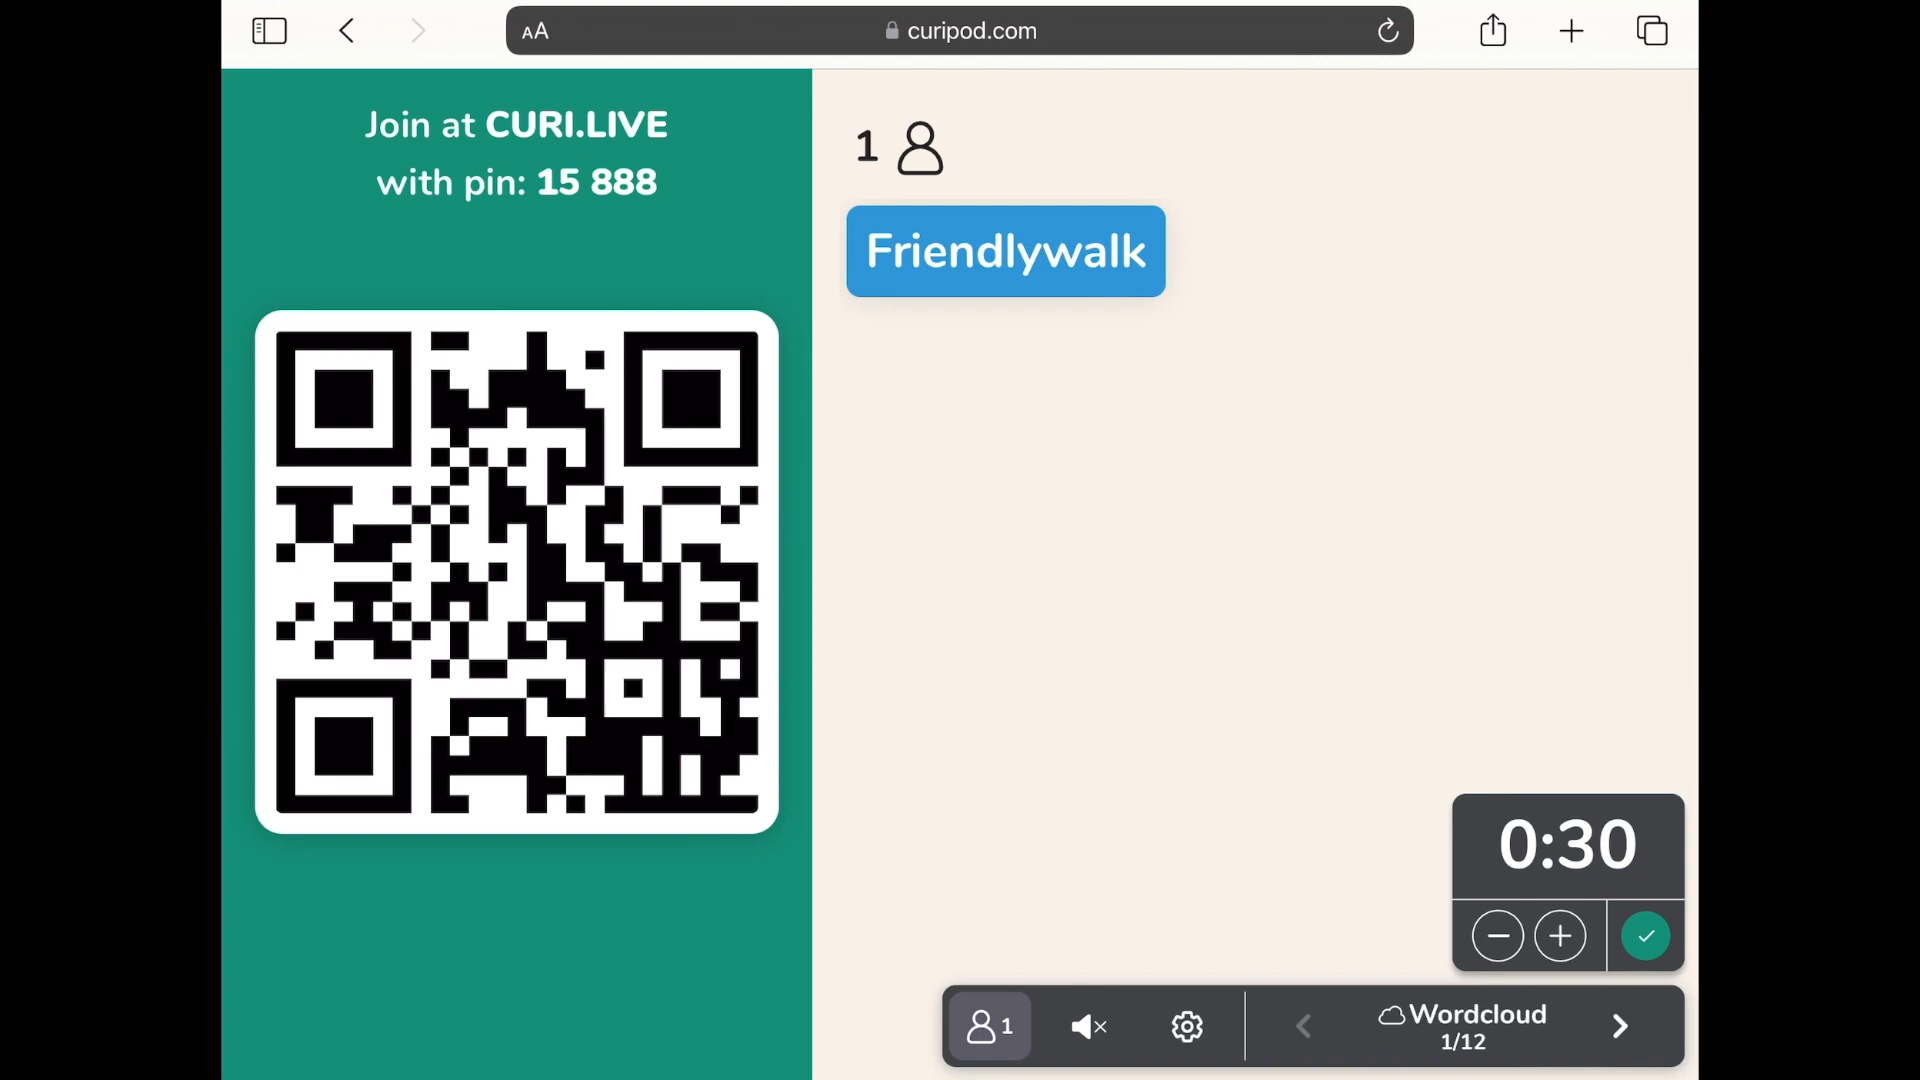 AA
curipod.com
Join at CURI.LIVE
with pin: 15 888
1
Friendlywalk
0:30
1
Wordcloud
1/12